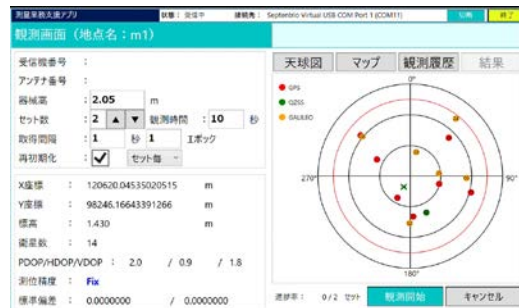 測量業務支援アプリ 状態： 受信中 接続先： Septentrio Virtual USB COM Port 1 (COM11) 切断 終了
観測画面（地点名：m1）
受信機番号 ：
アンテナ番号 ：
器械高 ： 2.05 m
セット数 ： 2 ▲ ▼ 観測時間 ： 10 秒
取得間隔 ： 1 秒 1 エポック
再初期化 ： ✓ セット毎
X座標 ： 120620.04535020515 m
Y座標 ： 98246.16643391266 m
標高 ： 1.430 m
衛星数 ： 14
PDOP/HDOP/VDOP ： 2.0 / 0.9 / 1.8
測位精度 ： Fix
標準偏差 ： 0.0000000 / 0.0000000
天球図 マップ 観測履歴 結果
GPS
QZSS
GALILEO
0°
270°
90°
180°
進捗率： 0 / 2 セット 観測開始 キャンセル